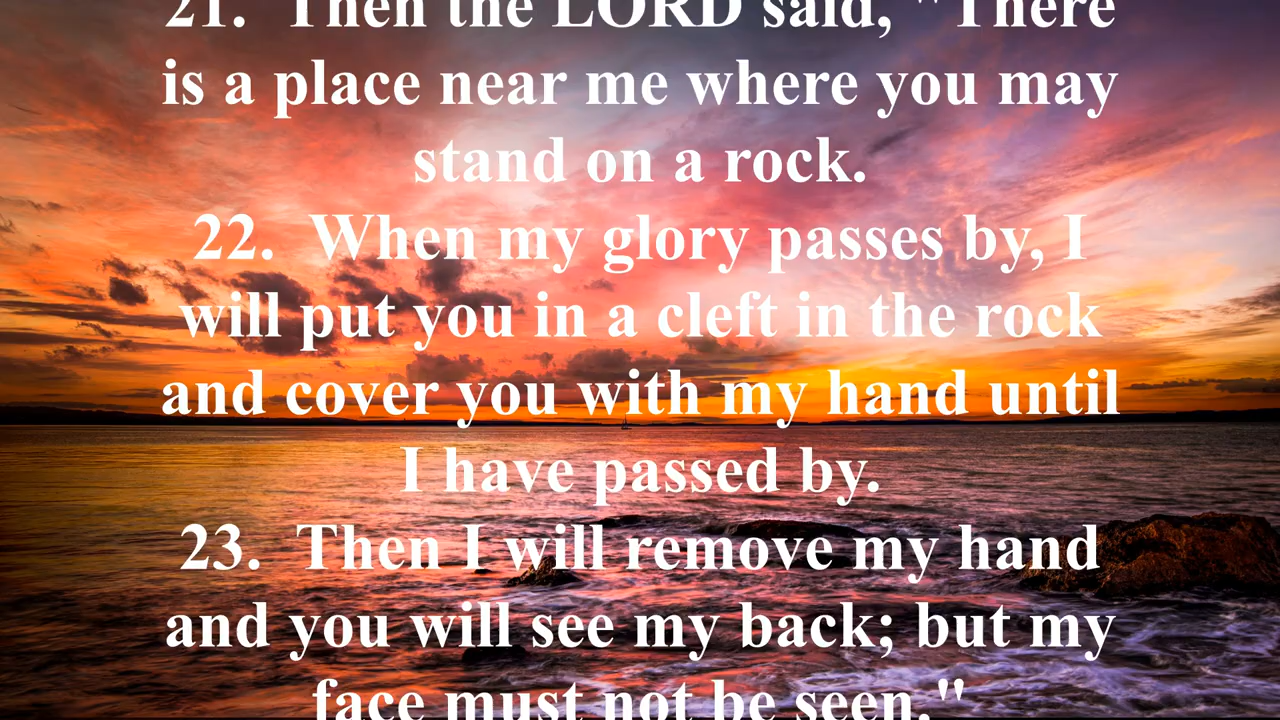 21.  Then the LORD said, "There
is a place near me where you may
stand on a rock.
22.  When my glory passes by, I
will put you in a cleft in the rock
and cover you with my hand until
I have passed by.
23.  Then I will remove my hand
and you will see my back; but my
face must not be seen."